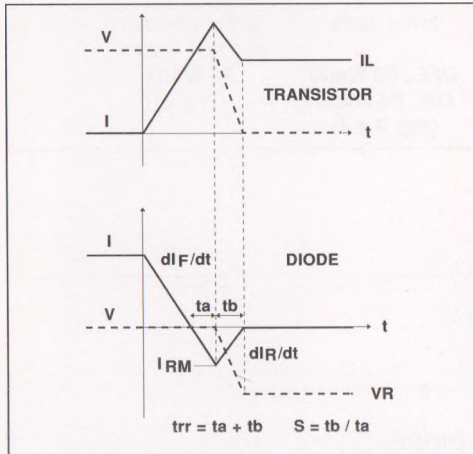 V
IL
TRANSISTOR
I
t
I
dIF/dt
DIODE
ta tb
V
t
IRM
dIR/dt
VR
trr = ta + tb S = tb / ta